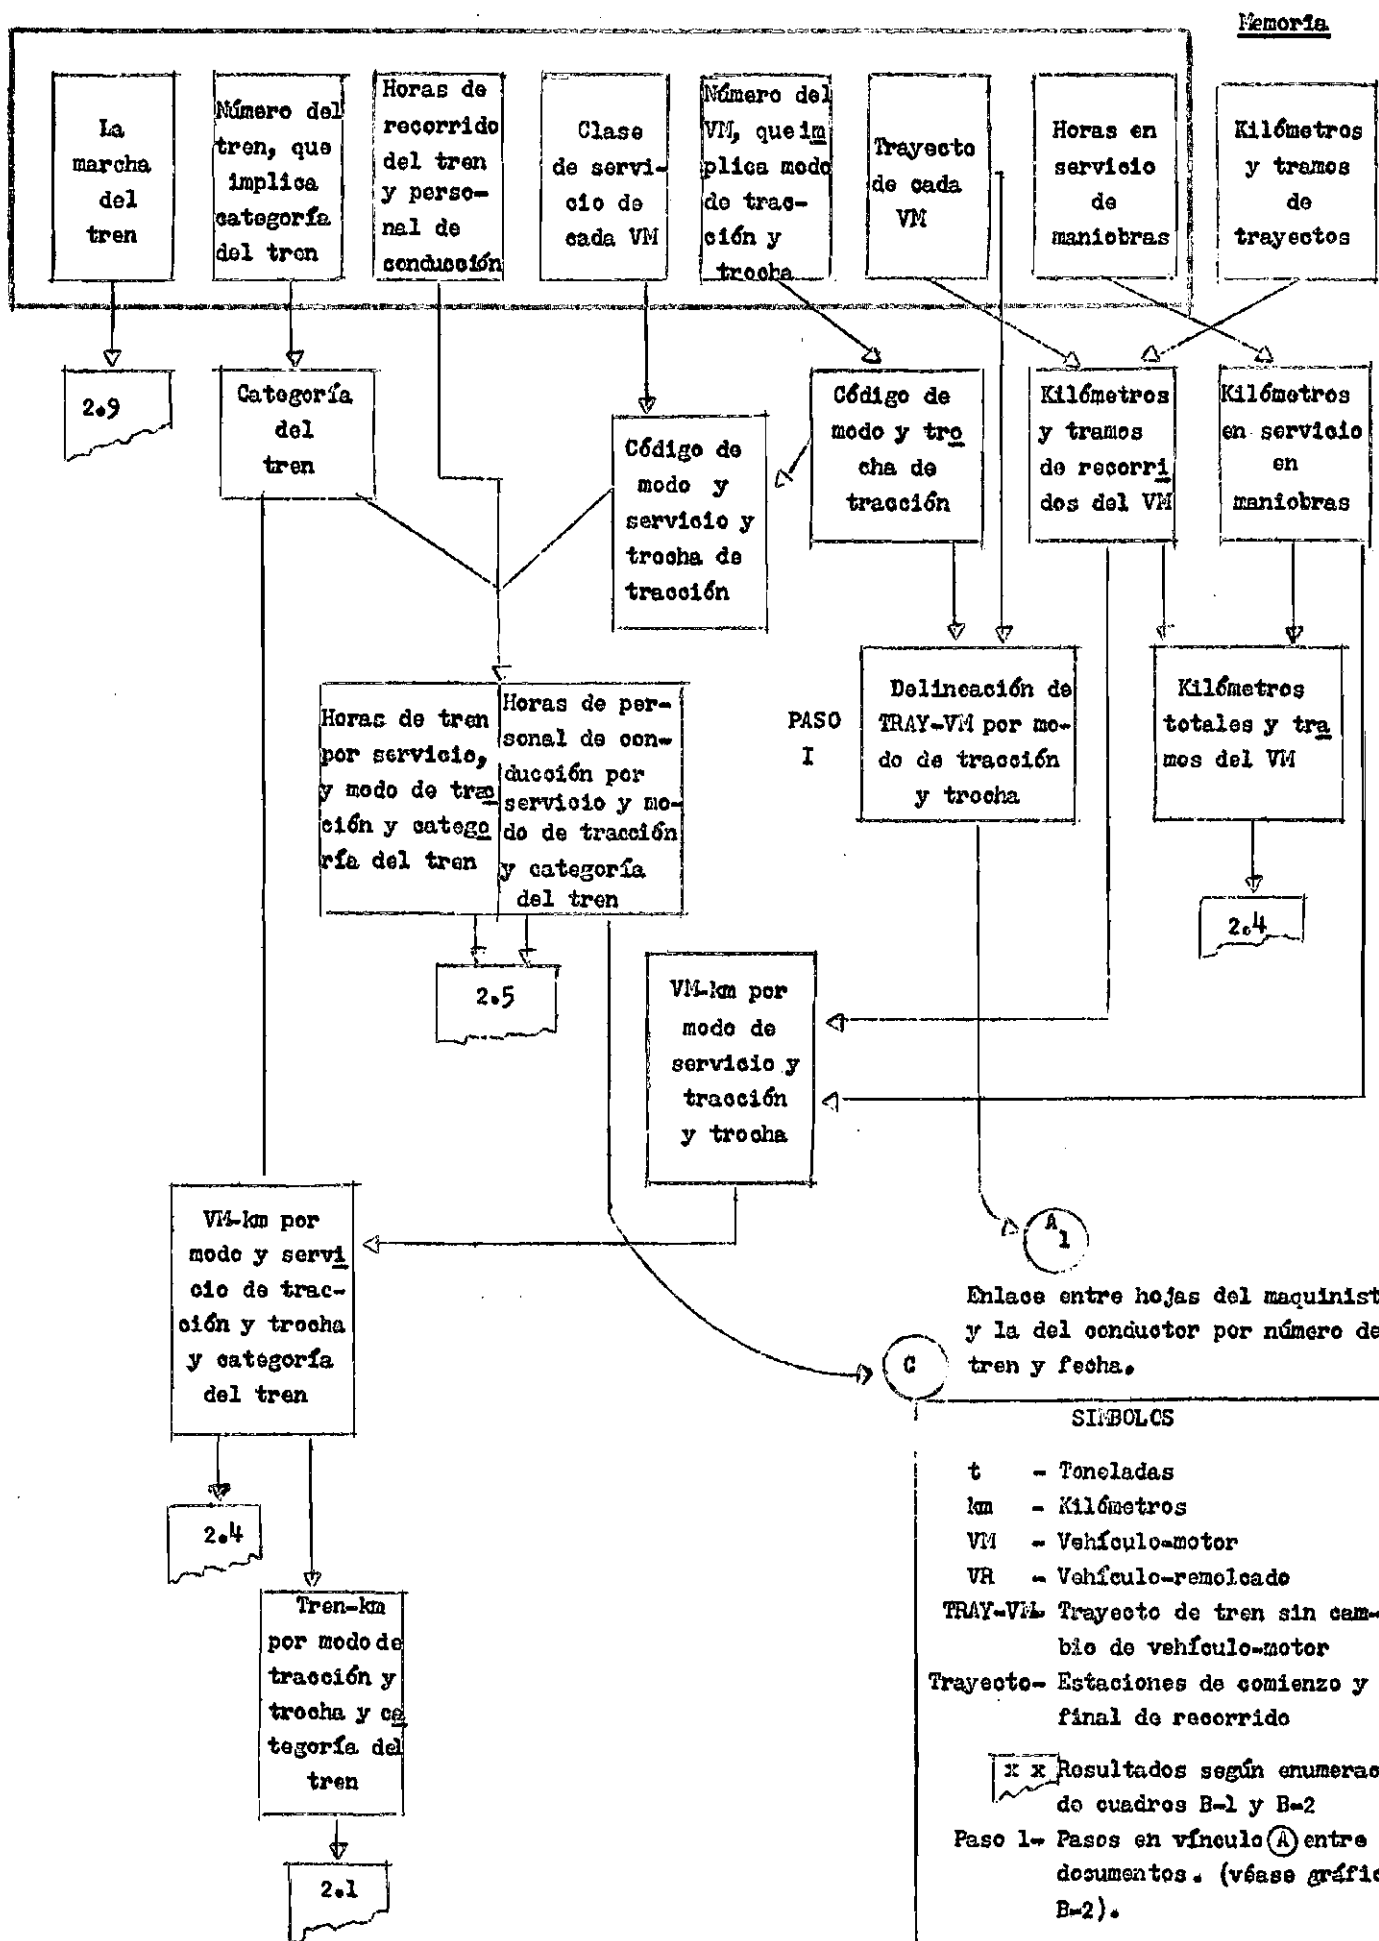 Memoria
La
marcha
del
tren
Número del
tren, que
implica
categoría
del tren
Horas de
recorrido
del tren
y perso-
nal de
conducción
Clase
de servi-
cio de
cada VM
Número del
VM, que im
plica modo
de trac-
ción y
trocha
Trayecto
de cada
VM
Horas en
servicio
de
maniobras
Kilómetros
y tramos
de
trayectos
2.9
Categoría
del
tren
Código de
modo y
servicio y
trocha de
tracción
Código de
modo y tro
cha de
tracción
Kilómetros
y tramos
de recorri
dos del VM
Kilómetros
en servicio
en
maniobras
Horas de tren
por servicio,
y modo de trac
ción y catego
ría del tren
Horas de per-
sonal de con-
ducción por
servicio y mo-
do de tracción
y categoría
del tren
PASO
I
Delineación de
TRAY-VM por mo-
do de tracción
y trocha
Kilómetros
totales y tra
mos del VM
2.4
2.5
VM-km por
modo de
servicio y
tracción
y trocha
VM-km por
modo y servi
cio de trac-
ción y trocha
y categoría
del tren
A1
Enlace entre hojas del maquinist
y la del conductor por número de
tren y fecha.
C
2.4
Tren-km
por modo de
tracción y
trocha y ca
tegoría del
tren
2.1
SIMBOLOS
t - Toneladas
km - Kilómetros
VM - Vehículo-motor
VR - Vehículo-remolcado
TRAY-VM- Trayecto de tren sin cam-
bio de vehículo-motor
Trayecto- Estaciones de comienzo y
final de recorrido
x x Resultados según enumerac
de cuadros B-1 y B-2
Paso 1- Pasos en vínculo A entre
documentos. (véase gráfic
B-2).